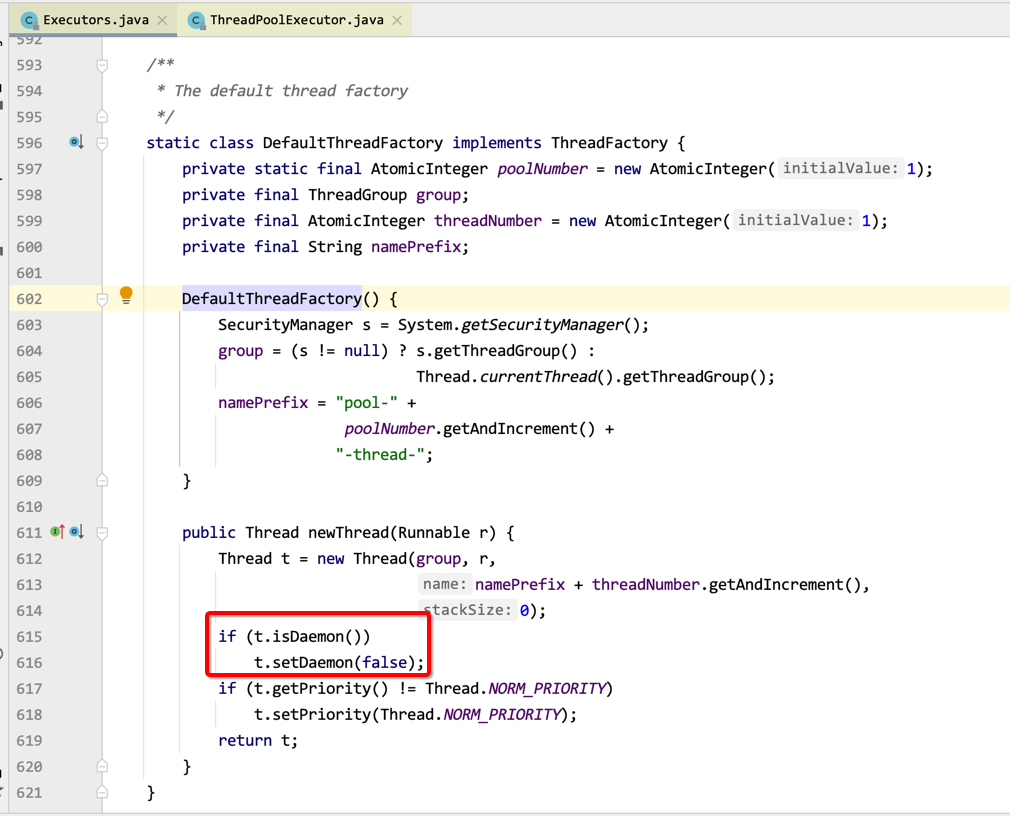 Executors.java ThreadPoolExecutor.java
592
593 /**
594 * The default thread factory
595 */
596 static class DefaultThreadFactory implements ThreadFactory {
597 private static final AtomicInteger poolNumber = new AtomicInteger( initialValue: 1);
598 private final ThreadGroup group;
599 private final AtomicInteger threadNumber = new AtomicInteger( initialValue: 1);
600 private final String namePrefix;
601
602 DefaultThreadFactory() {
603 SecurityManager s = System.getSecurityManager();
604 group = (s != null) ? s.getThreadGroup() :
605 Thread.currentThread().getThreadGroup();
606 namePrefix = "pool-" +
607 poolNumber.getAndIncrement() +
608 "-thread-";
609 }
610
611 public Thread newThread(Runnable r) {
612 Thread t = new Thread(group, r,
613 name: namePrefix + threadNumber.getAndIncrement(),
614 stackSize: 0);
615 if (t.isDaemon())
616 t.setDaemon(false);
617 if (t.getPriority() != Thread.NORM_PRIORITY)
618 t.setPriority(Thread.NORM_PRIORITY);
619 return t;
620 }
621 }